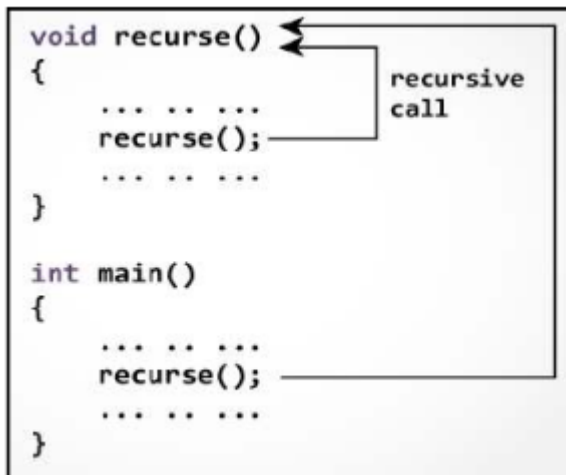 void recurse()
{
... .. ...
recurse();
... .. ...
}
recursive
call
int main()
{
... .. ...
recurse();
... .. ...
}